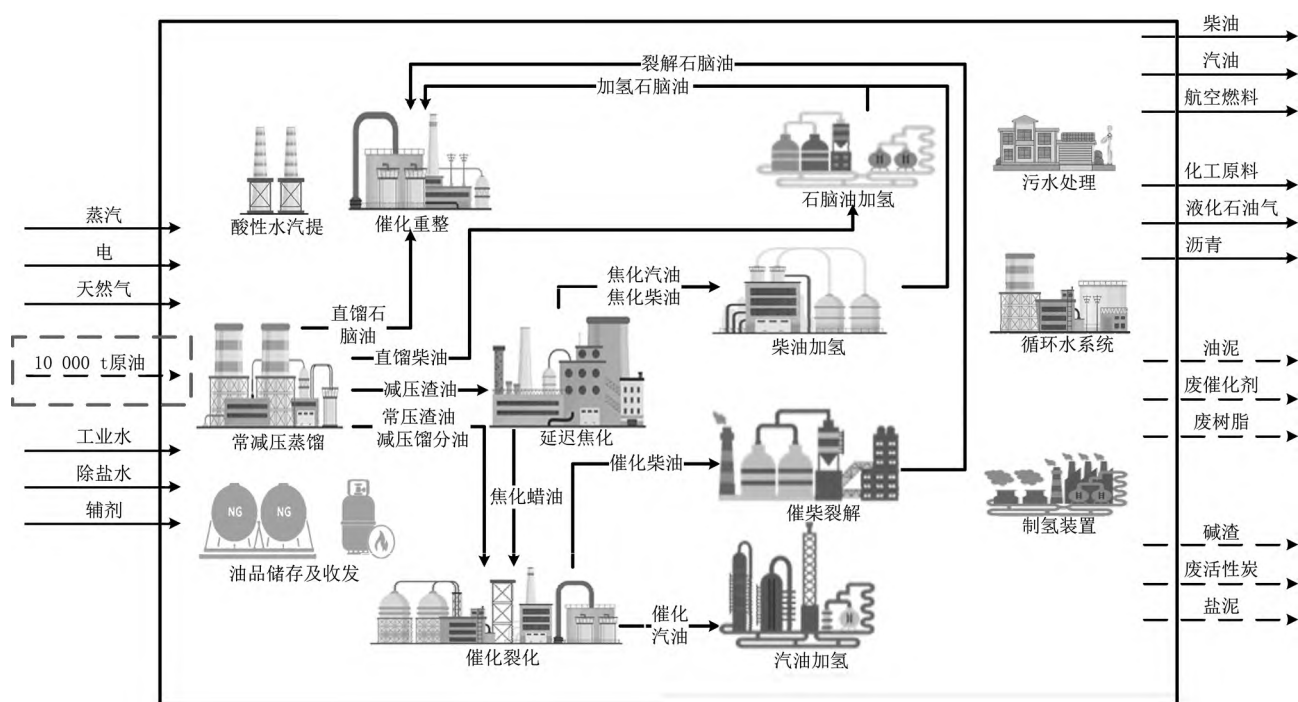 裂解石脑油
加氢石脑油
酸性水汽提
催化重整
石脑油加氢
污水处理
柴油
汽油
航空燃料
化工原料
液化石油气
沥青
蒸汽
电
天然气
10 000 t原油
工业水
除盐水
辅剂
直馏石
脑油
直馏柴油
减压渣油
常压渣油
减压馏分油
常减压蒸馏
焦化汽油
焦化柴油
柴油加氢
循环水系统
延迟焦化
油泥
废催化剂
废树脂
焦化蜡油
催化柴油
催柴裂解
制氢装置
NG
NG
油品储存及收发
催化裂化
催化
汽油
汽油加氢
碱渣
废活性炭
盐泥
H
H
H
H
H